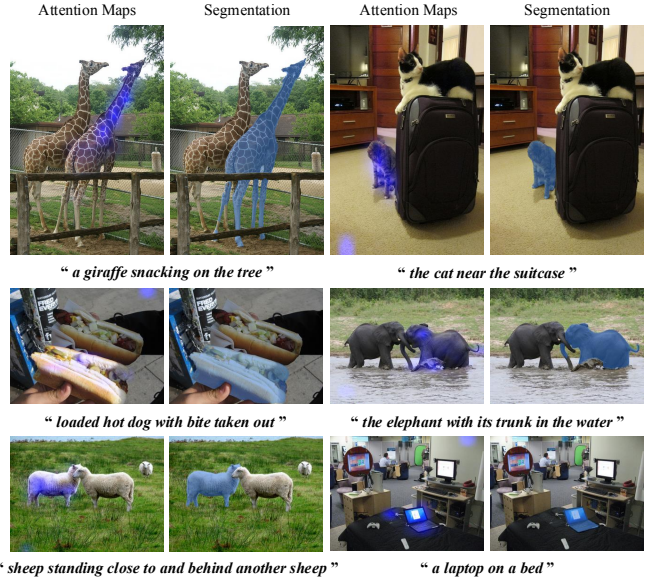 Attention Maps Segmentation Attention Maps Segmentation
“ a giraffe snacking on the tree ” “ the cat near the suitcase ”
FRED
“ loaded hot dog with bite taken out ” “ the elephant with its trunk in the water ”
“ sheep standing close to and behind another sheep ” “ a laptop on a bed ”